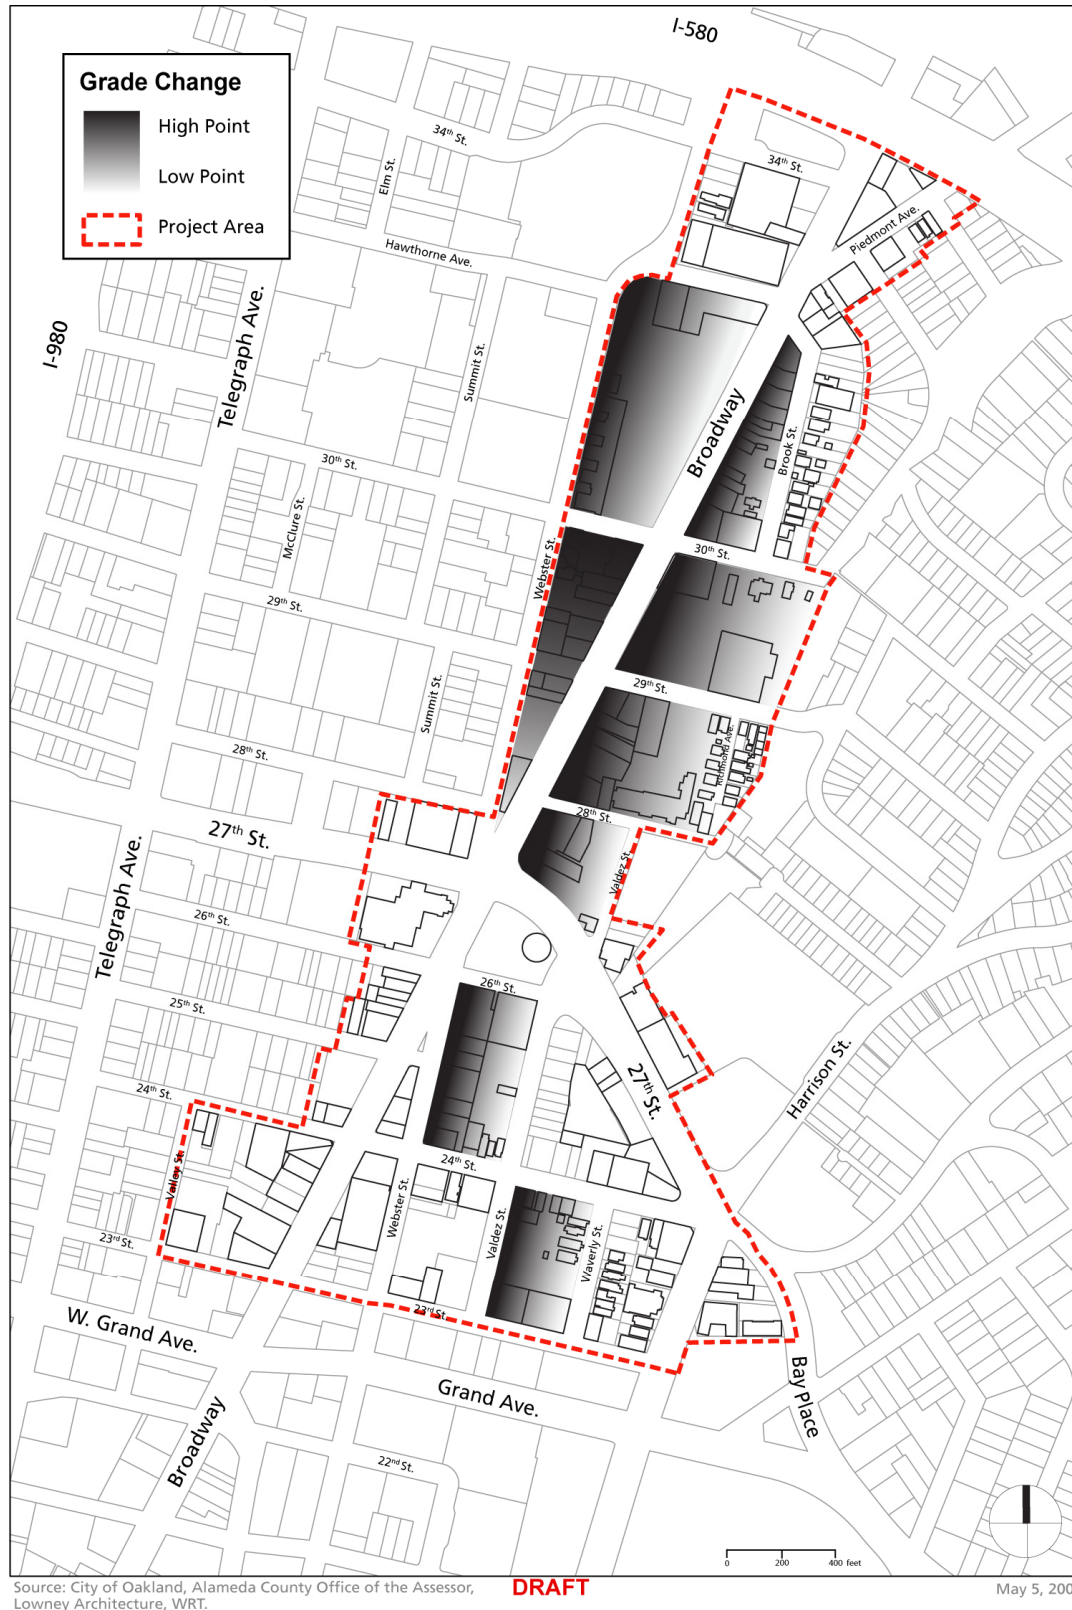 I-580
Grade Change
High Point
Low Point
Project Area
34th St.
Elm St.
34th St.
Piedmont Ave.
Hawthorne Ave.
I-980
Telegraph Ave.
Summit St.
Broadway
Brook St.
30th St.
McClure St.
Webster St.
30th St.
29th St.
29th St.
Summit St.
Richmond Ave.
28th St.
28th St.
27th St.
Valdez St.
Telegraph Ave.
26th St.
26th St.
25th St.
27th St.
Harrison St.
24th St.
24th St.
Valley St.
Webster St.
Valdez St.
Waverly St.
23rd St.
23rd St.
W. Grand Ave.
Grand Ave.
Bay Place
Broadway
22nd St.
0 200 400 feet
Source: City of Oakland, Alameda County Office of the Assessor,
Lowney Architecture, WRT.
DRAFT
May 5, 200